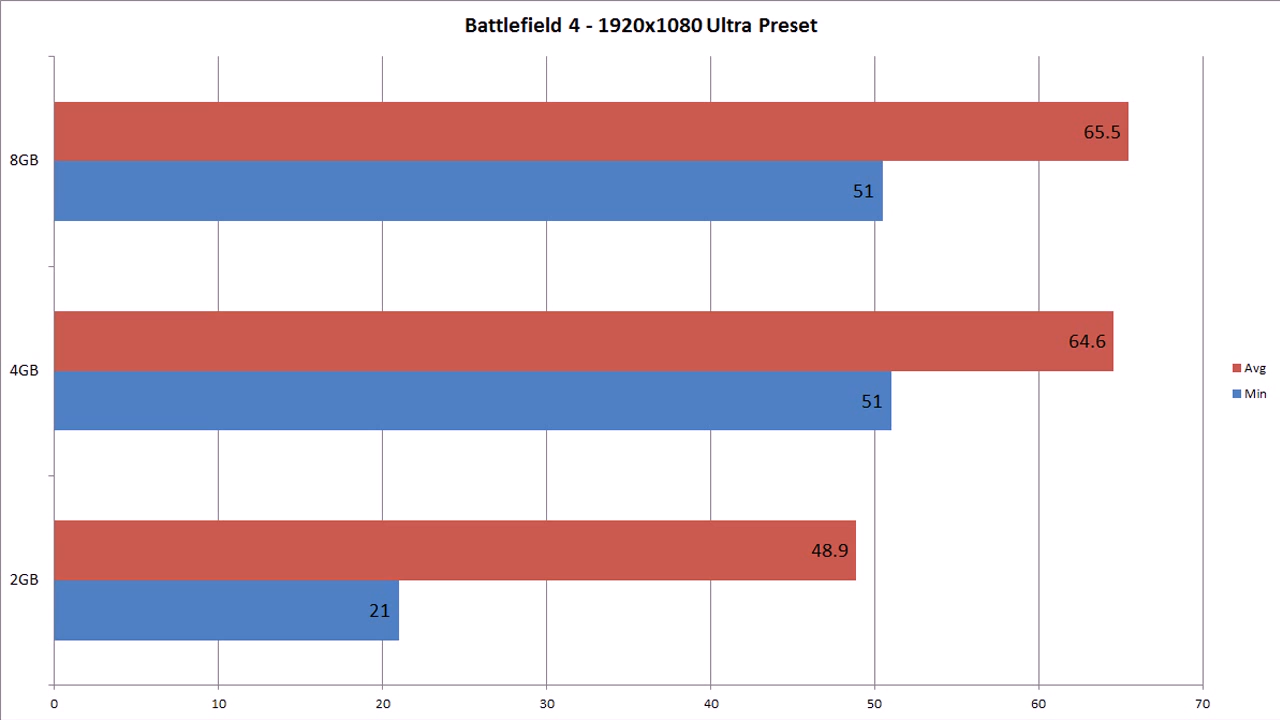 Battlefield 4 - 1920x1080 Ultra Preset
8GB
65.5
51
4GB
64.6
51
2GB
48.9
21
Avg
Min
0 10 20 30 40 50 60 70